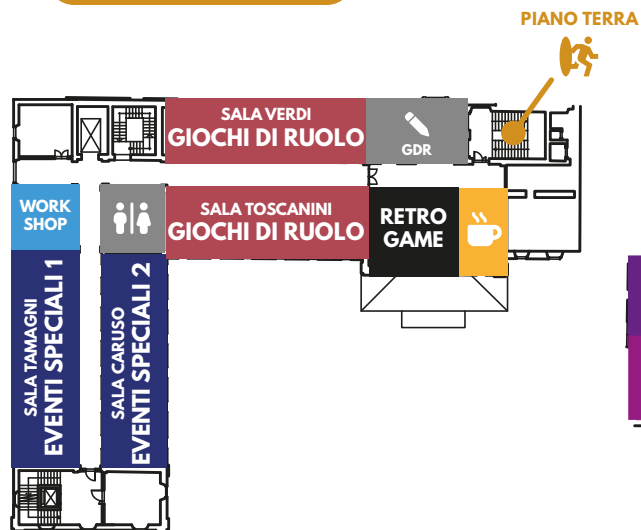 PIANO TERRA
SALA VERDI
GIOCHI DI RUOLO
GDR
WORK
SHOP
SALA TOSCANINI
GIOCHI DI RUOLO
RETRO
GAME
SALA TAMAGNI
EVENTI SPECIALI 1
SALA CARUSO
EVENTI SPECIALI 2